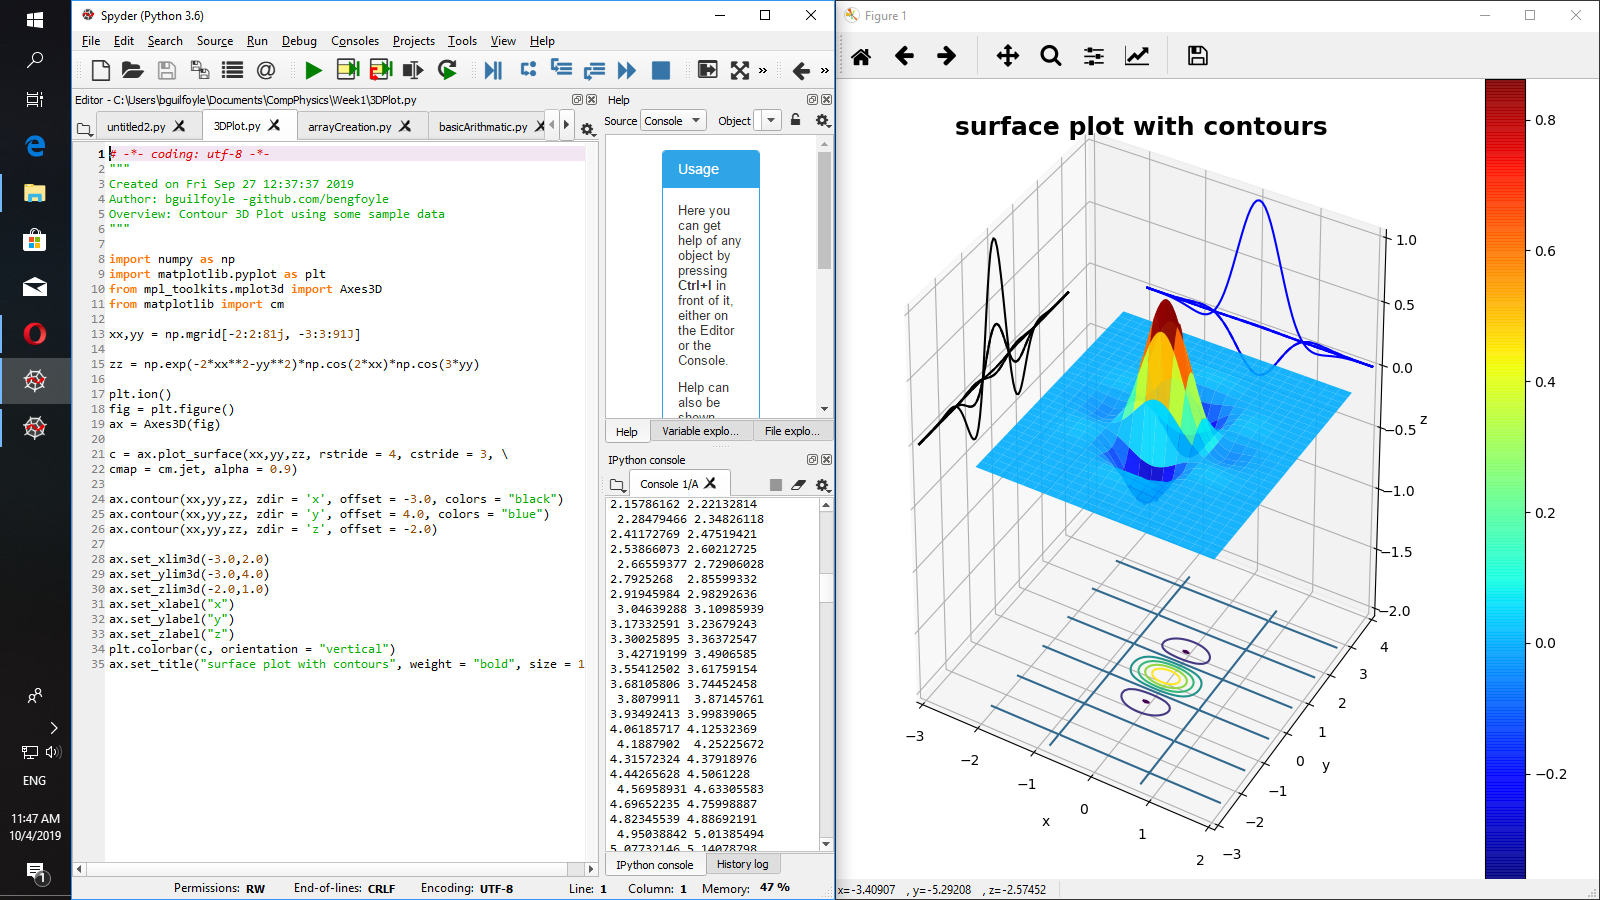 Spyder (Python 3.6)
File Edit Search Source Run Debug Consoles Projects Tools View Help
Editor - C:\Users\bguilfoyle\Documents\CompPhysics\Week1\3DPlot.py
untitled2.py 3DPlot.py arrayCreation.py basicArithmatic.py
1 # -*- coding: utf-8 -*-
2 """
3 Created on Fri Sep 27 12:37:37 2019
4 Author: bguilfoyle -github.com/bengfoyle
5 Overview: Contour 3D Plot using some sample data
6 """
7
8 import numpy as np
9 import matplotlib.pyplot as plt
10 from mpl_toolkits.mplot3d import Axes3D
11 from matplotlib import cm
12
13 xx,yy = np.mgrid[-2:2:81j, -3:3:91J]
14
15 zz = np.exp(-2*xx**2-yy**2)*np.cos(2*xx)*np.cos(3*yy)
16
17 plt.ion()
18 fig = plt.figure()
19 ax = Axes3D(fig)
20
21 c = ax.plot_surface(xx,yy,zz, rstride = 4, cstride = 3, \
22 cmap = cm.jet, alpha = 0.9)
23
24 ax.contour(xx,yy,zz, zdir = 'x', offset = -3.0, colors = "black")
25 ax.contour(xx,yy,zz, zdir = 'y', offset = 4.0, colors = "blue")
26 ax.contour(xx,yy,zz, zdir = 'z', offset = -2.0)
27
28 ax.set_xlim3d(-3.0,2.0)
29 ax.set_ylim3d(-3.0,4.0)
30 ax.set_zlim3d(-2.0,1.0)
31 ax.set_xlabel("x")
32 ax.set_ylabel("y")
33 ax.set_zlabel("z")
34 plt.colorbar(c, orientation = "vertical")
35 ax.set_title("surface plot with contours", weight = "bold", size = 1
Help
Source Console Object
Usage
Here you
can get
help of any
object by
pressing
Ctrl+I in
front of it,
either on
the Editor
or the
Console.
Help can
also be
shown
Help Variable explo... File explo...
IPython console
Console 1/A
2.15786162 2.22132814
2.28479466 2.34826118
2.41172769 2.47519421
2.53866073 2.60212725
2.66559377 2.72906028
2.7925268 2.85599332
2.91945984 2.98292636
3.04639288 3.10985939
3.17332591 3.23679243
3.30025895 3.36372547
3.42719199 3.4906585
3.55412502 3.61759154
3.68105806 3.74452458
3.8079911 3.87145761
3.93492413 3.99839065
4.06185717 4.12532369
4.1887902 4.25225672
4.31572324 4.37918976
4.44265628 4.5061228
4.56958931 4.63305583
4.69652235 4.75998887
4.82345539 4.88692191
4.95038842 5.01385494
5.07732146 5.14078798
IPython console History log
Permissions: RW End-of-lines: CRLF Encoding: UTF-8 Line: 1 Column: 1 Memory: 47 %
ENG
11:47 AM
10/4/2019
1
Figure 1
surface plot with contours
1.0
0.5
0.0
−0.5
−1.0
−1.5
−2.0
z
−3
−2
−1
0
1
2
x
4
3
2
1
0
−1
−2
−3
y
0.8
0.6
0.4
0.2
0.0
−0.2
x=-3.40907 , y=-5.29208 , z=-2.57452